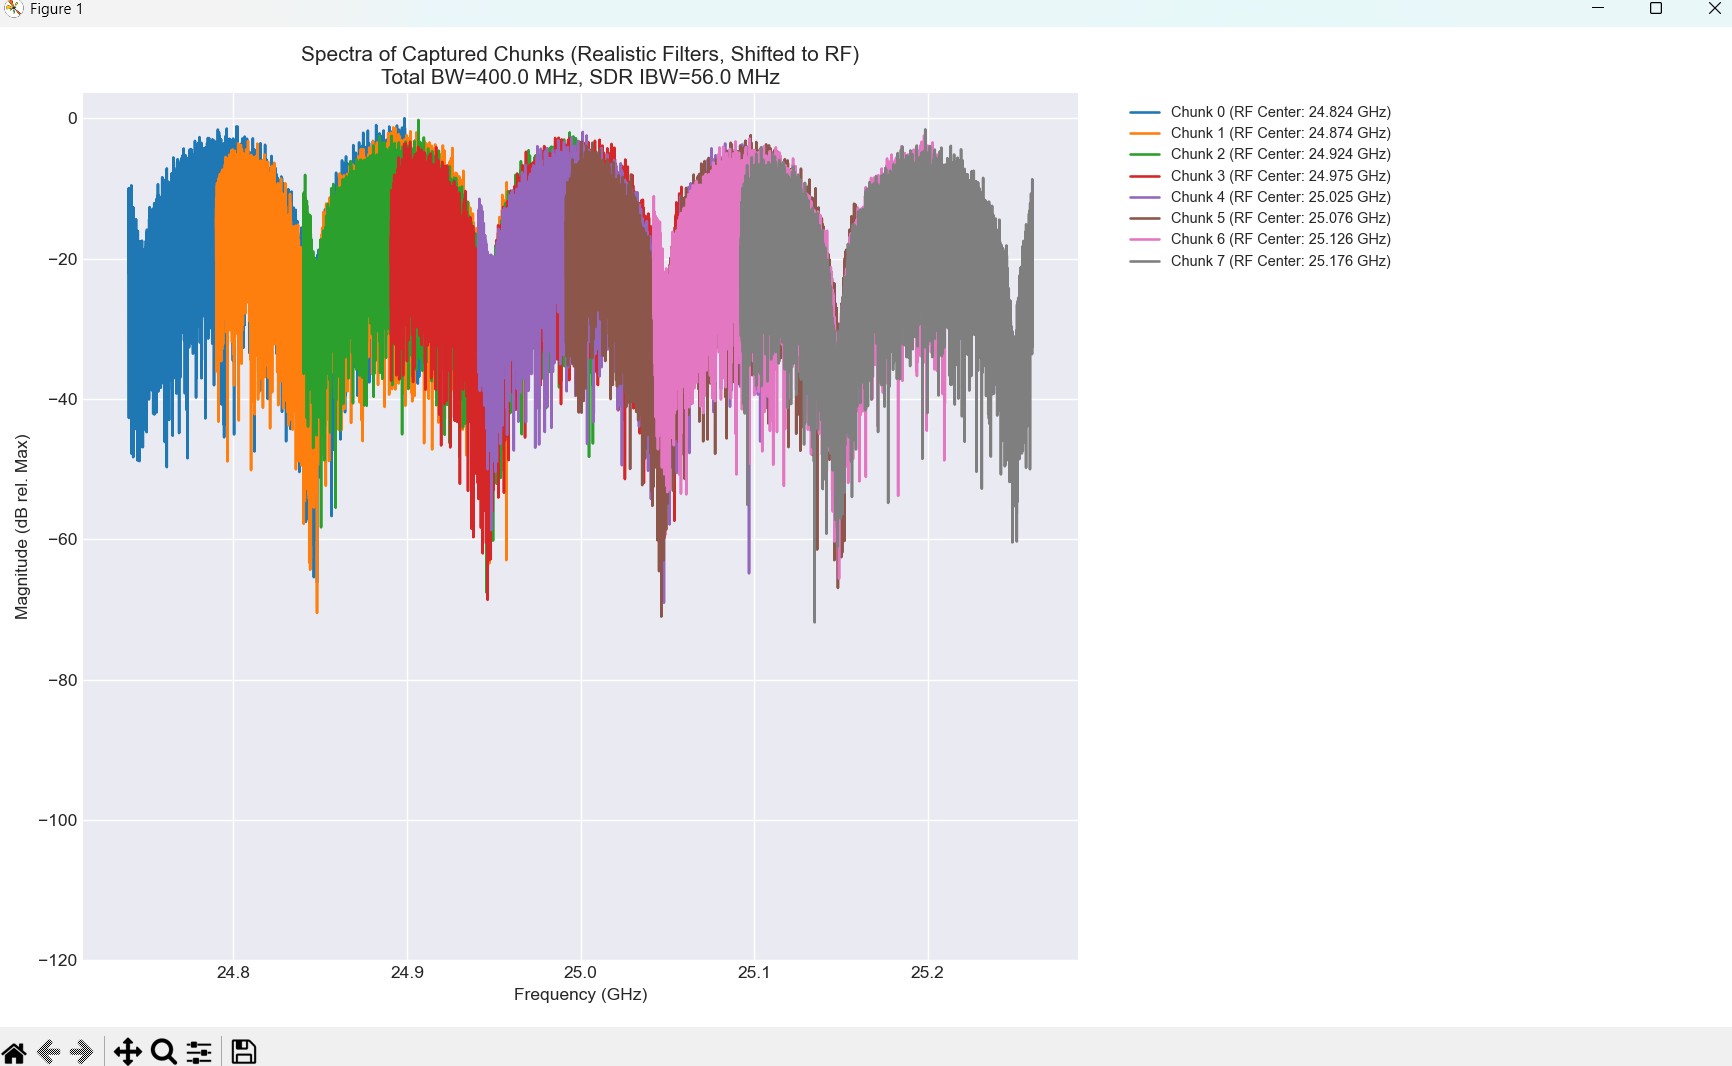 Figure 1
Spectra of Captured Chunks (Realistic Filters, Shifted to RF)
Total BW=400.0 MHz, SDR IBW=56.0 MHz
Magnitude (dB rel. Max)
0
−20
−40
−60
−80
−100
−120
24.8
24.9
25.0
25.1
25.2
Frequency (GHz)
Chunk 0 (RF Center: 24.824 GHz)
Chunk 1 (RF Center: 24.874 GHz)
Chunk 2 (RF Center: 24.924 GHz)
Chunk 3 (RF Center: 24.975 GHz)
Chunk 4 (RF Center: 25.025 GHz)
Chunk 5 (RF Center: 25.076 GHz)
Chunk 6 (RF Center: 25.126 GHz)
Chunk 7 (RF Center: 25.176 GHz)